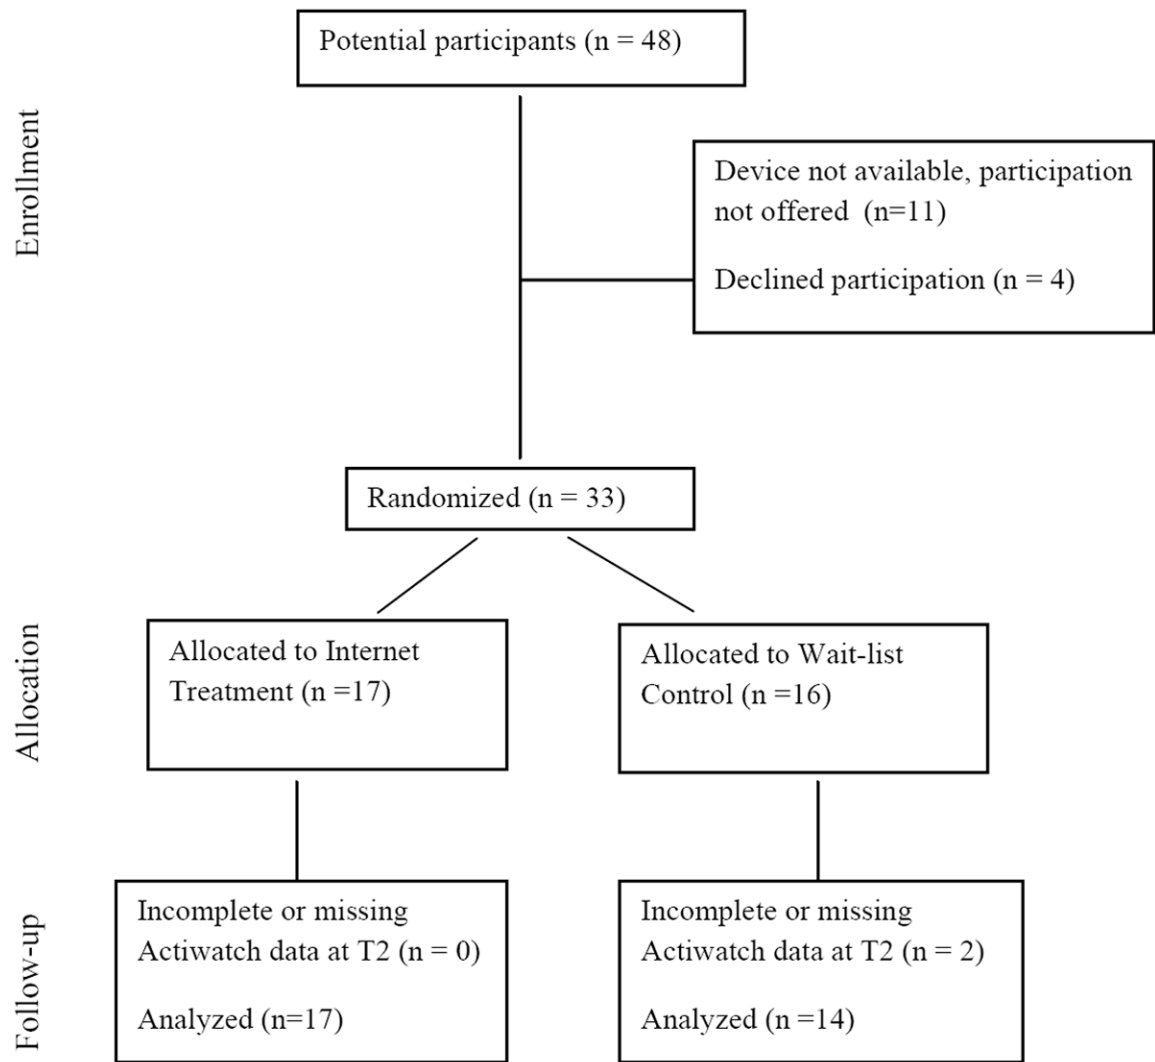 Potential participants (n = 48)
Enrollment
Device not available, participation
not offered  (n=11)
Declined participation (n = 4)
Randomized (n = 33)
Allocation
Allocated to Internet
Treatment (n =17)
Allocated to Wait-list
Control (n =16)
Follow-up
Incomplete or missing
Actiwatch data at T2 (n = 0)
Analyzed (n=17)
Incomplete or missing
Actiwatch data at T2 (n = 2)
Analyzed (n =14)